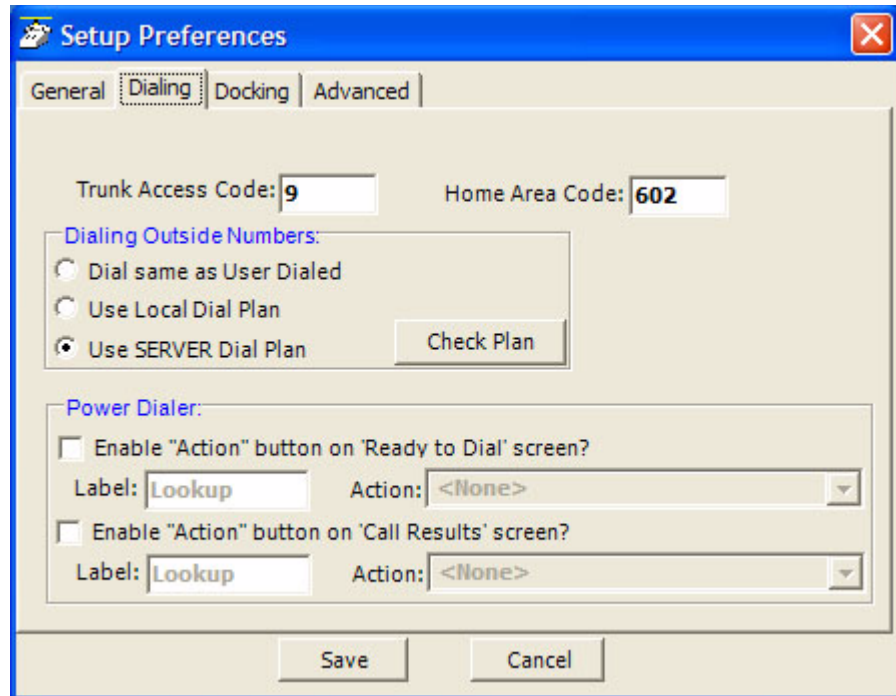 Setup Preferences
General Dialing Docking Advanced
Trunk Access Code: 9 Home Area Code: 602
Dialing Outside Numbers:
Dial same as User Dialed
Use Local Dial Plan
Use SERVER Dial Plan Check Plan
Power Dialer:
Enable "Action" button on 'Ready to Dial' screen?
Label: Lookup Action: <None>
Enable "Action" button on 'Call Results' screen?
Label: Lookup Action: <None>
Save Cancel